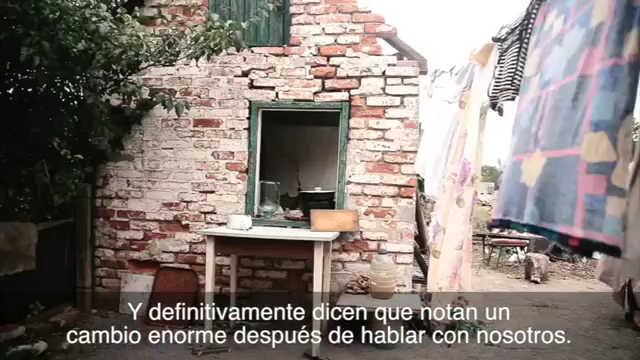 Y definitivamente dicen que notan un
cambio enorme después de hablar con nosotros.